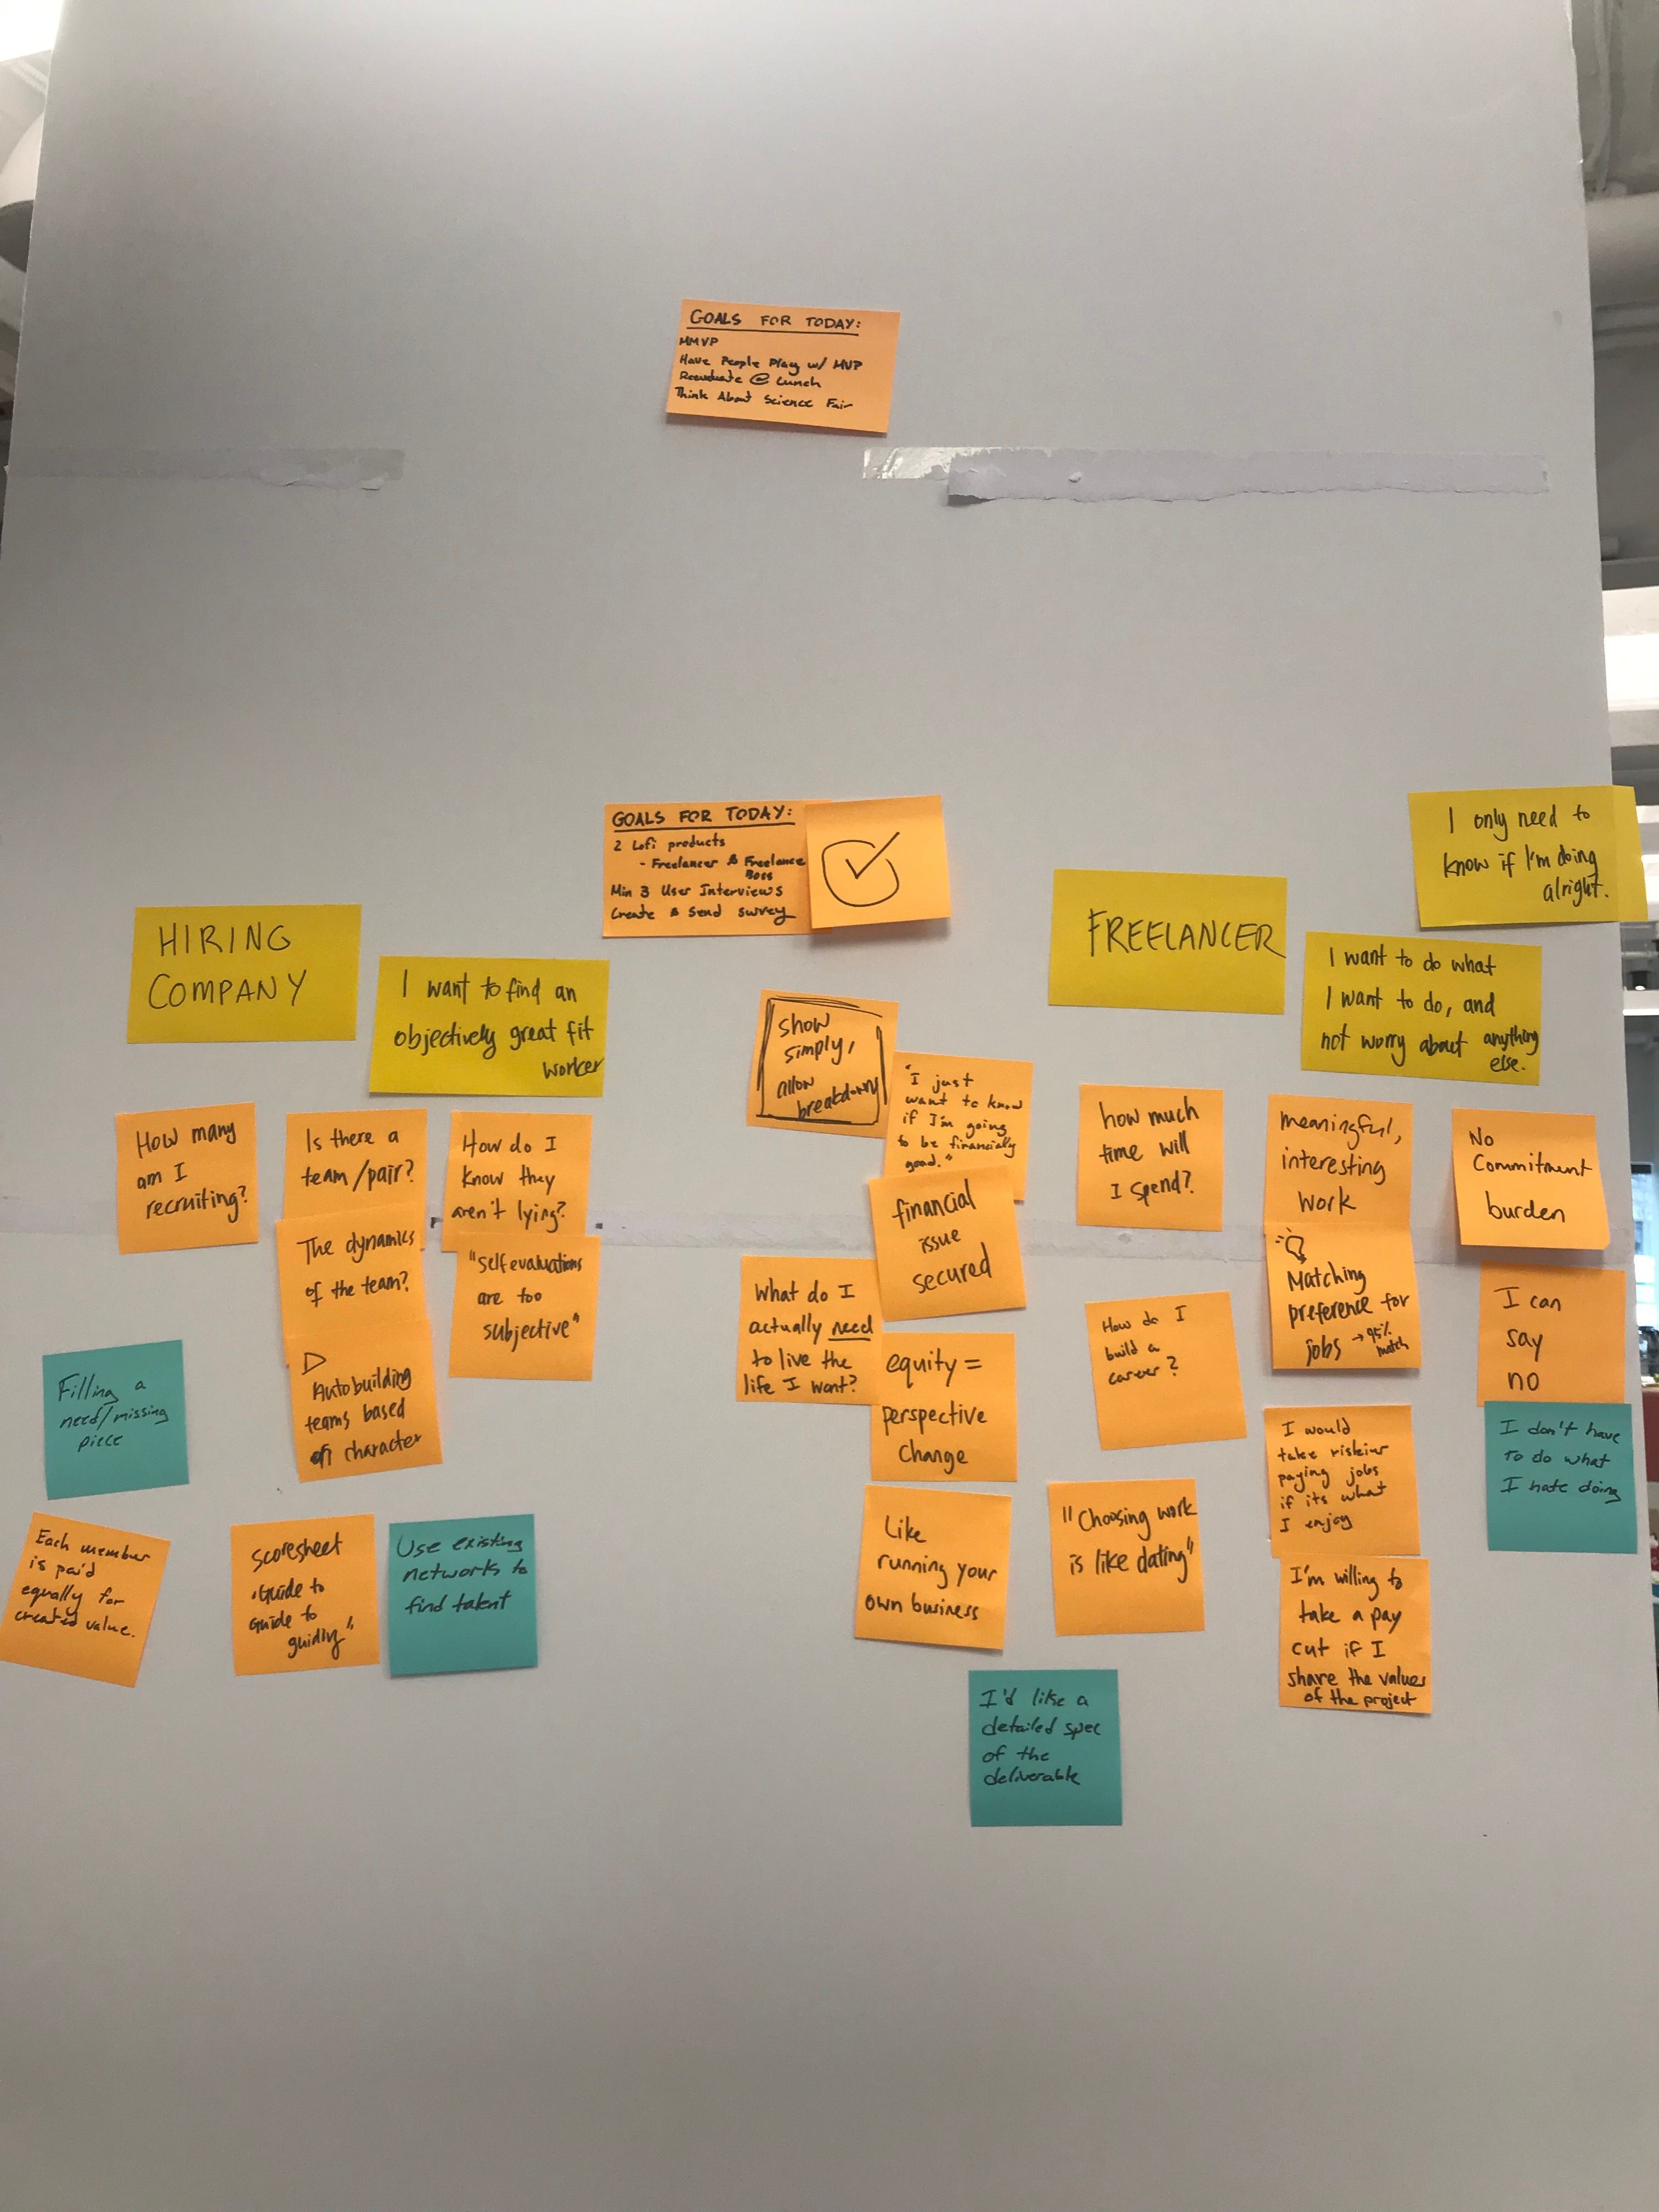 GOALS FOR TODAY:
MMVP
Have People Play w/ MVP
Reevaluate @ Lunch
Think About Science Fair
GOALS FOR TODAY:
2 Lofi products
- Freelancer & Freelance
Boss
Min 3 User Interviews
Create & Send survey
HIRING
COMPANY
I want to find an
objectively great fit
worker
How many
am I
recruiting?
Is there a
team/pair?
How do I
know they
aren't lying?
The dynamics
of the team?
"self evaluations
are too
subjective"
Autobuilding
teams based
on character
Filling a
need/missing
piece
Each member
is paid
equally for
created value.
scoresheet
"Guide to
Guide to
guidly"
Use existing
networks to
find talent
FREELANCER
I only need to
know if I'm doing
alright.
I want to do what
I want to do, and
not worry about anything
else.
show
simply,
allow
breakdown
"I just
want to know
if I'm going
to be financially
good."
financial
issue
secured
What do I
actually need
to live the
life I want?
equity =
perspective
change
Like
running your
own business
how much
time will
I spend?
How do I
build a
career?
"Choosing work
is like dating"
I'd like a
detailed spec
of the
deliverable
meaningful,
interesting
work
Matching
preference for
jobs → 95%
match
I would
take riskier
paying jobs
if its what
I enjoy
I'm willing to
take a pay
cut if I
share the values
of the project
No
Commitment
burden
I can
say
no
I don't have
to do what
I hate doing